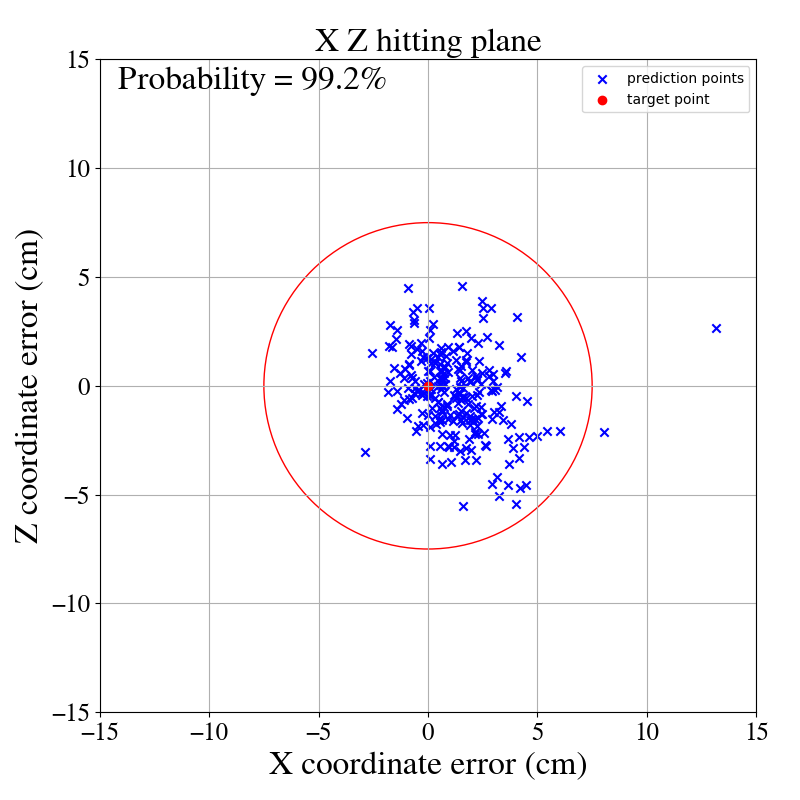 X Z hitting plane
Probability = 99.2%
prediction points
target point
Z coordinate error (cm)
15
10
5
0
−5
−10
−15
−15 −10 −5 0 5 10 15
X coordinate error (cm)